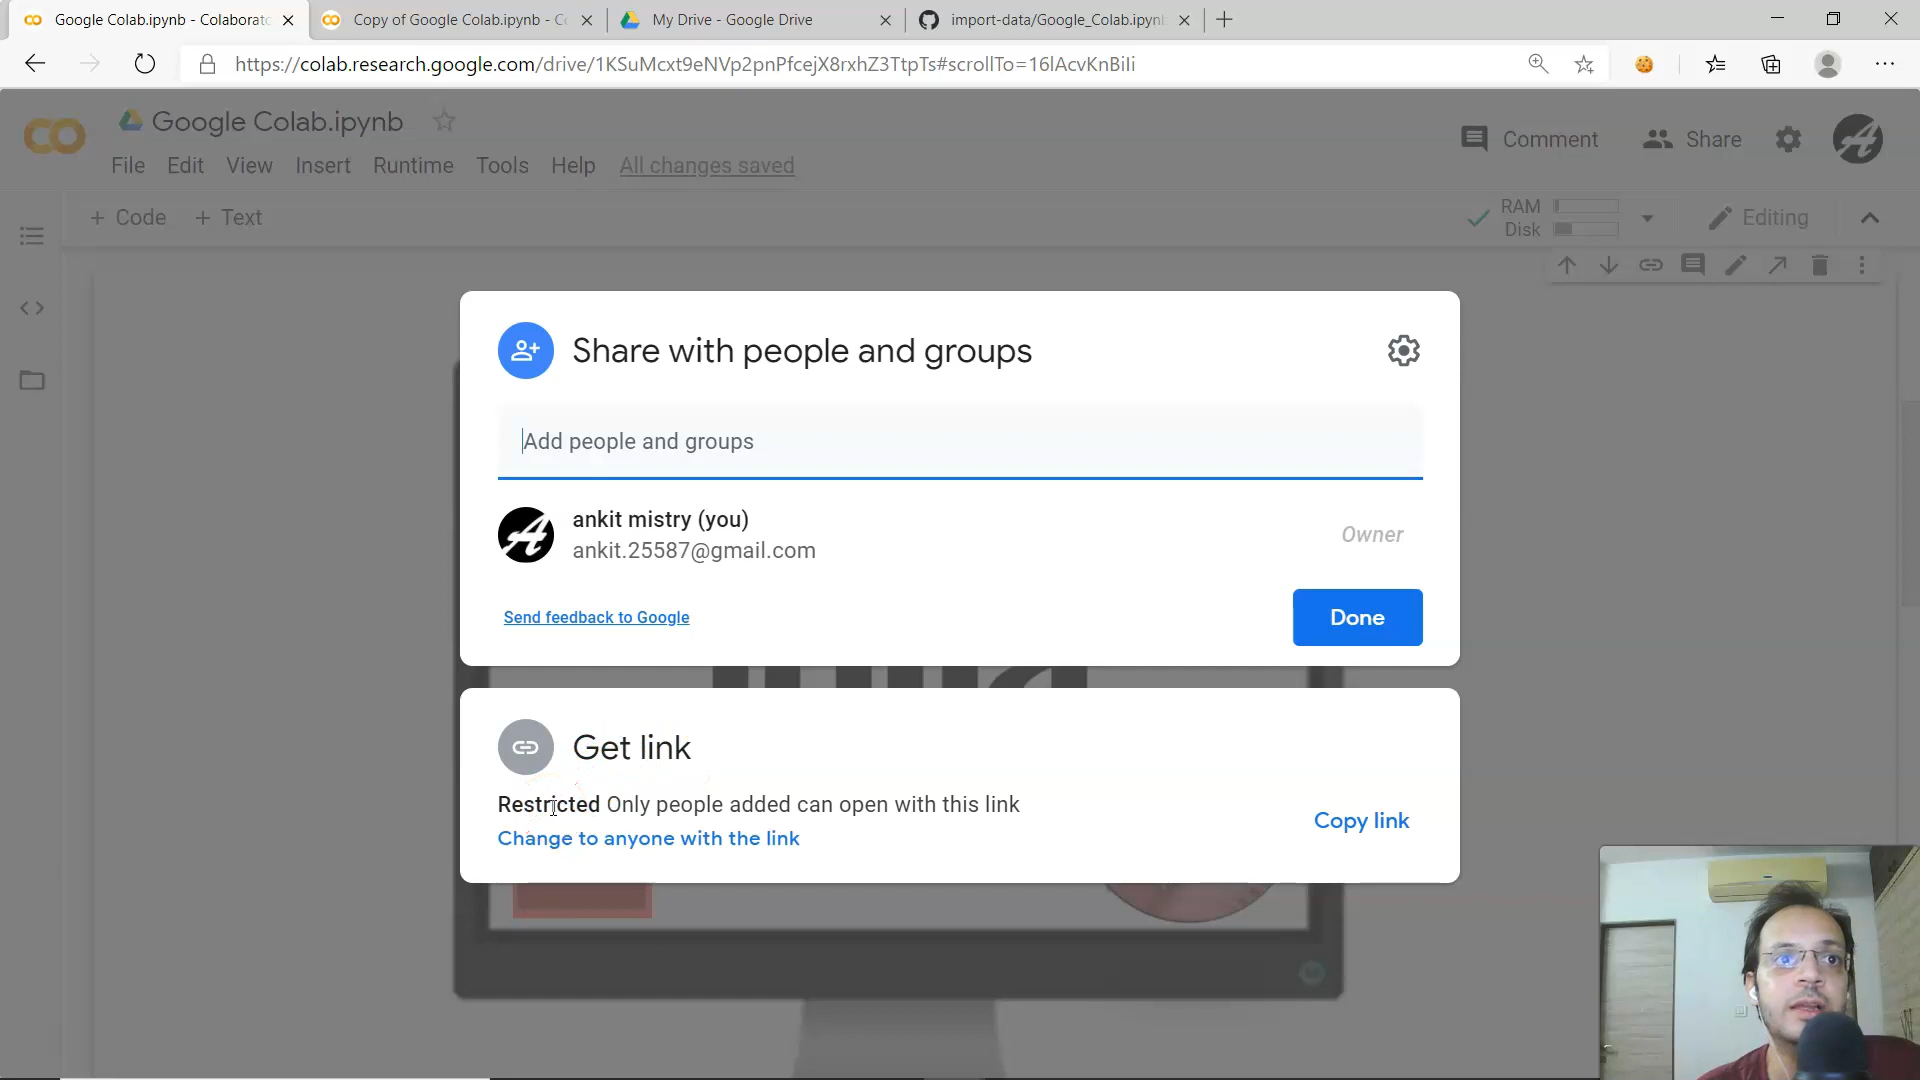 Google Colab.ipynb - Colaborato
Copy of Google Colab.ipynb - Co
My Drive - Google Drive
import-data/Google_Colab.ipynb
https://colab.research.google.com/drive/1KSuMcxt9eNVp2pnPfcejX8rxhZ3TtpTs#scrollTo=16lAcvKnBiIi
Google Colab.ipynb
Comment
Share
File Edit View Insert Runtime Tools Help All changes saved
+ Code + Text
RAM
Disk
Editing
Share with people and groups
Add people and groups
ankit mistry (you)
ankit.25587@gmail.com
Owner
Send feedback to Google
Done
Get link
Restricted Only people added can open with this link
Change to anyone with the link
Copy link